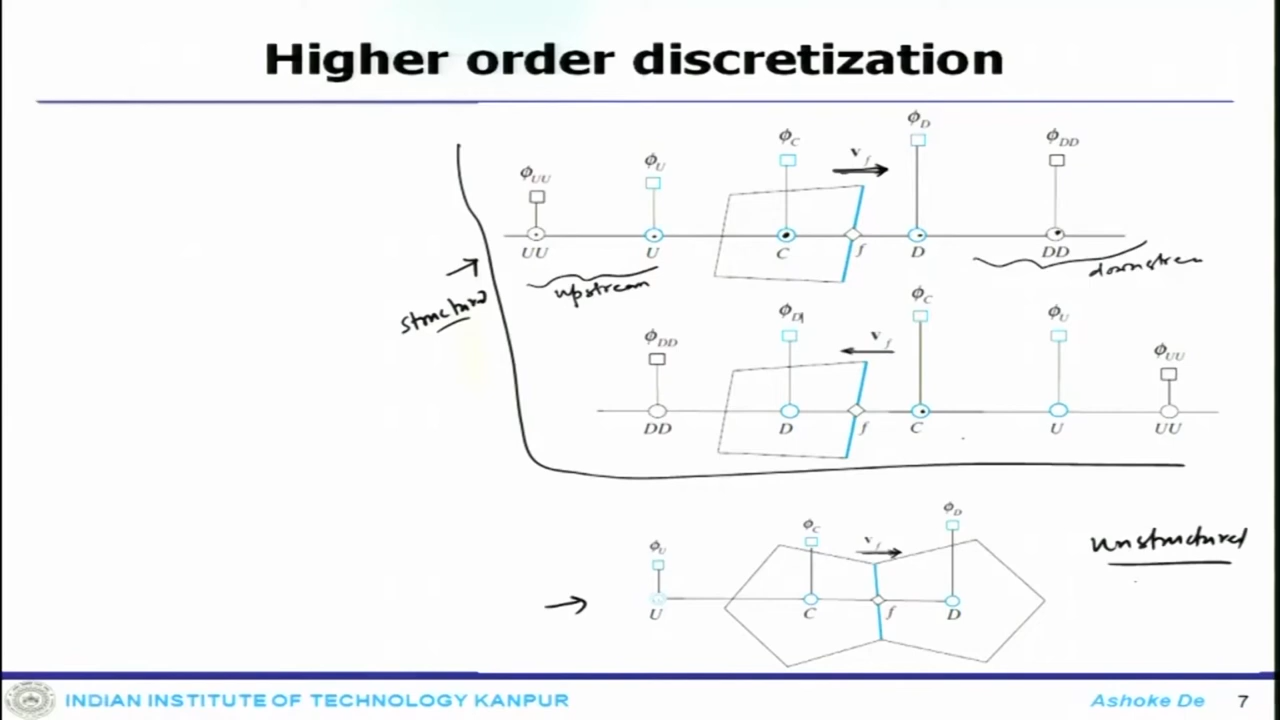 Higher order discretization
ϕ_UU ϕ_U ϕ_C v_f ϕ_D ϕ_DD
UU U C f D DD
upstream downstrea
structured
ϕ_DD ϕ_D v_f ϕ_C ϕ_U ϕ_UU
DD D f C U UU
unstructured
ϕ_U ϕ_C v_f ϕ_D
U C f D
INDIAN INSTITUTE OF TECHNOLOGY KANPUR Ashoke De 7